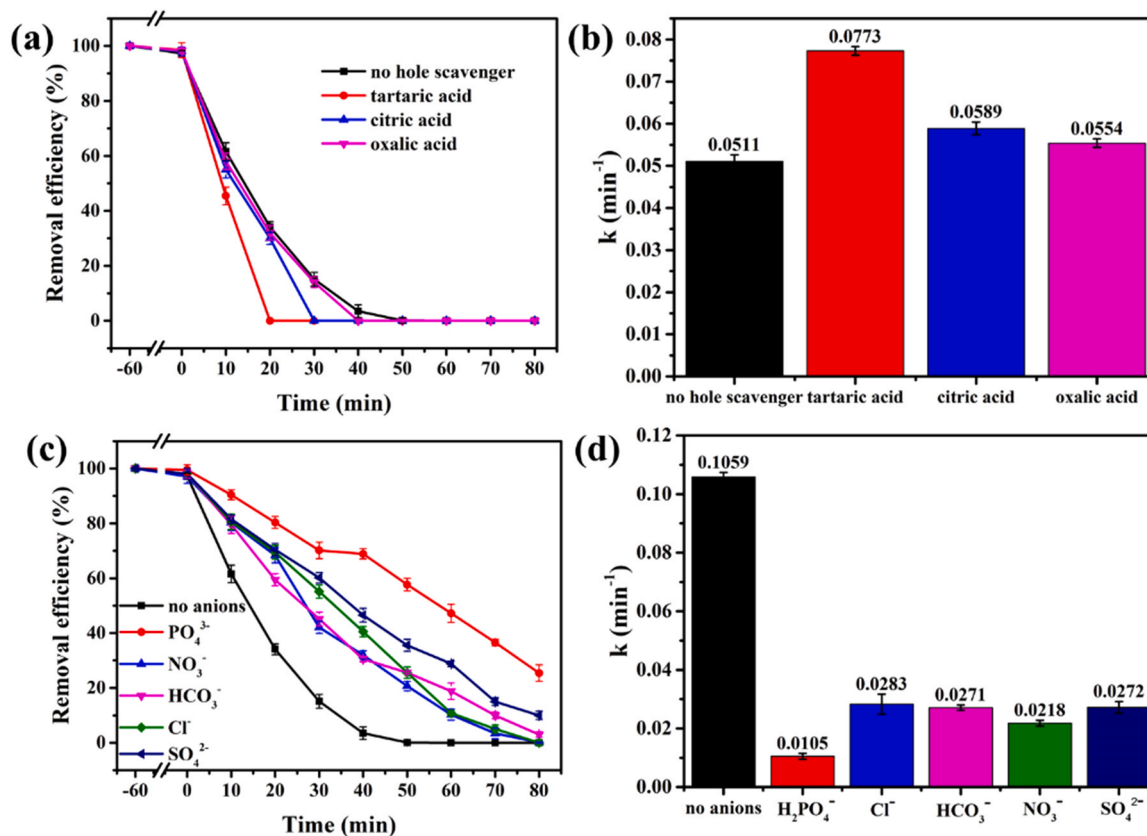 (a)
Removal efficiency (%)
100
80
60
40
20
0
no hole scavenger
tartaric acid
citric acid
oxalic acid
-60 0 10 20 30 40 50 60 70 80
Time (min)
(b)
k (min⁻¹)
0.08
0.07
0.06
0.05
0.04
0.03
0.02
0.01
0.00
0.0511
0.0773
0.0589
0.0554
no hole scavenger tartaric acid citric acid oxalic acid
(c)
Removal efficiency (%)
100
80
60
40
20
0
no anions
PO₄³⁻
NO₃⁻
HCO₃⁻
Cl⁻
SO₄²⁻
-60 0 10 20 30 40 50 60 70 80
Time (min)
(d)
k (min⁻¹)
0.12
0.10
0.08
0.06
0.04
0.02
0.00
0.1059
0.0105
0.0283
0.0271
0.0218
0.0272
no anions H₂PO₄⁻ Cl⁻ HCO₃⁻ NO₃⁻ SO₄²⁻